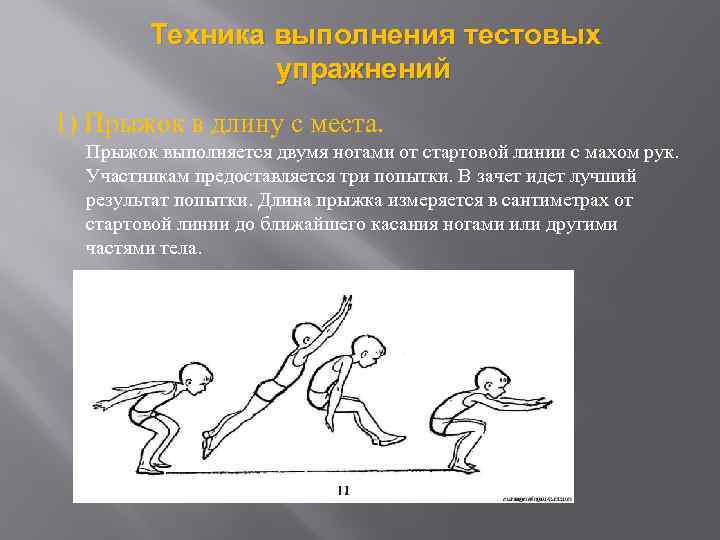 Техника выполнения тестовых
упражнений
1) Прыжок в длину с места.
Прыжок выполняется двумя ногами от стартовой линии с махом рук.
Участникам предоставляется три попытки. В зачет идет лучший
результат попытки. Длина прыжка измеряется в сантиметрах от
стартовой линии до ближайшего касания ногами или другими
частями тела.
11